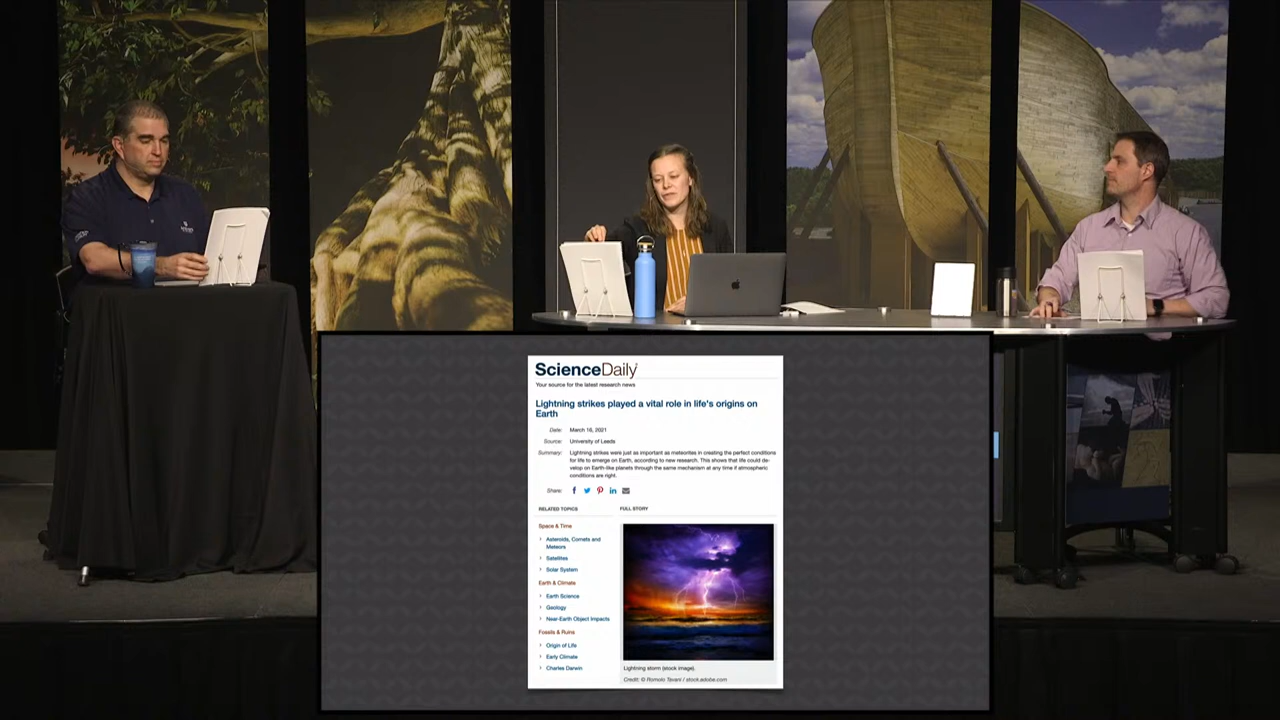 ScienceDaily
Your source for the latest research news
Lightning strikes played a vital role in life's origins on
Earth
Date: March 16, 2021
Source: University of Leeds
Summary: Lightning strikes were just as important as meteorites in creating the perfect conditions
for life to emerge on Earth, according to new research. This shows that life could de-
velop on Earth-like planets through the same mechanism at any time if atmospheric
conditions are right.
Share:
RELATED TOPICS
Space & Time
Asteroids, Comets and
Meteors
Satellites
Solar System
Earth & Climate
Earth Science
Geology
Near-Earth Object Impacts
Fossils & Ruins
Origin of Life
Early Climate
Charles Darwin
FULL STORY
Lightning storm (stock image).
Credit: © Romolo Tavani / stock.adobe.com